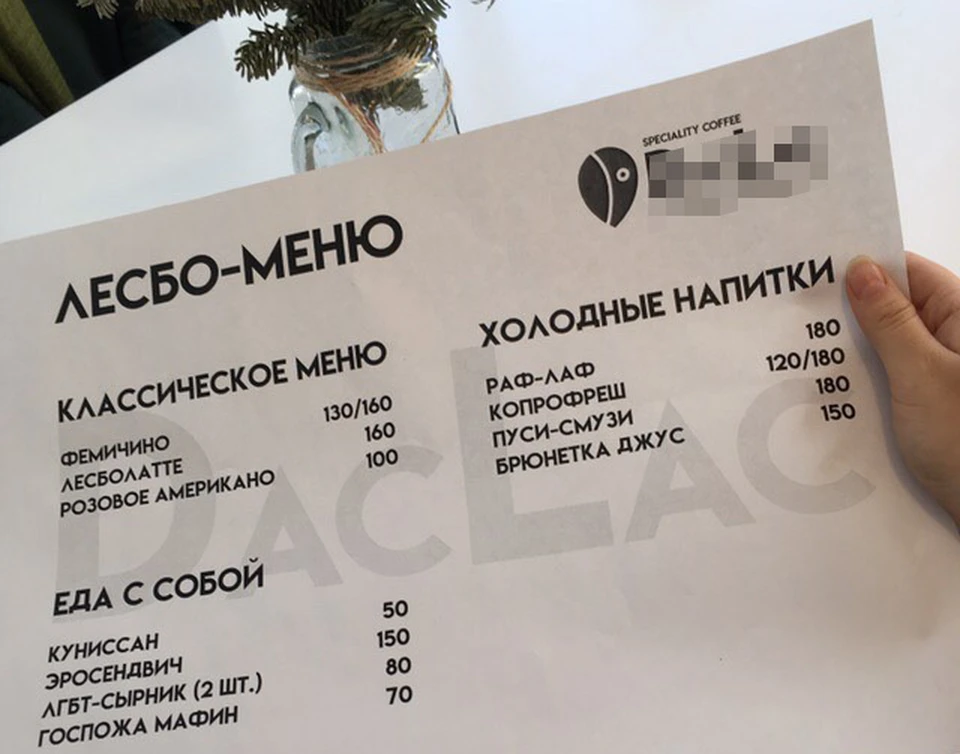 SPECIALITY COFFEE
ЛЕСБО-МЕНЮ
КЛАССИЧЕСКОЕ МЕНЮ
ФЕМИЧИНО 130/160
ЛЕСБОЛАТТЕ 160
РОЗОВОЕ АМЕРИКАНО 100
ЕДА С СОБОЙ
КУНИССАН 50
ЭРОСЕНДВИЧ 150
ЛГБТ-СЫРНИК (2 ШТ.) 80
ГОСПОЖА МАФИН 70
ХОЛОДНЫЕ НАПИТКИ
РАФ-ЛАФ 180
КОПРОФРЕШ 120/180
ПУСИ-СМУЗИ 180
БРЮНЕТКА ДЖУС 150
DACLAC